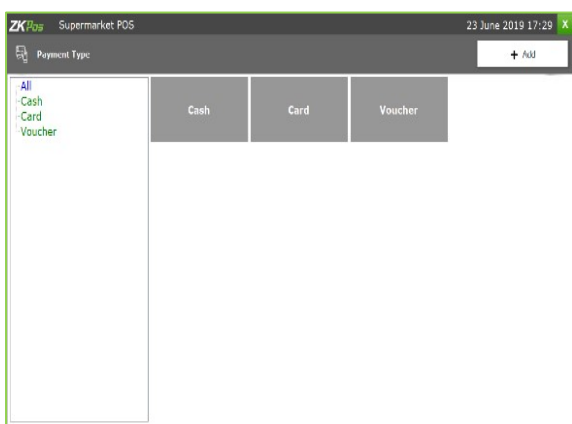 ZKPos Supermarket POS 23 June 2019 17:29 X
Payment Type + Add
All
Cash
Card
Voucher
Cash Card Voucher